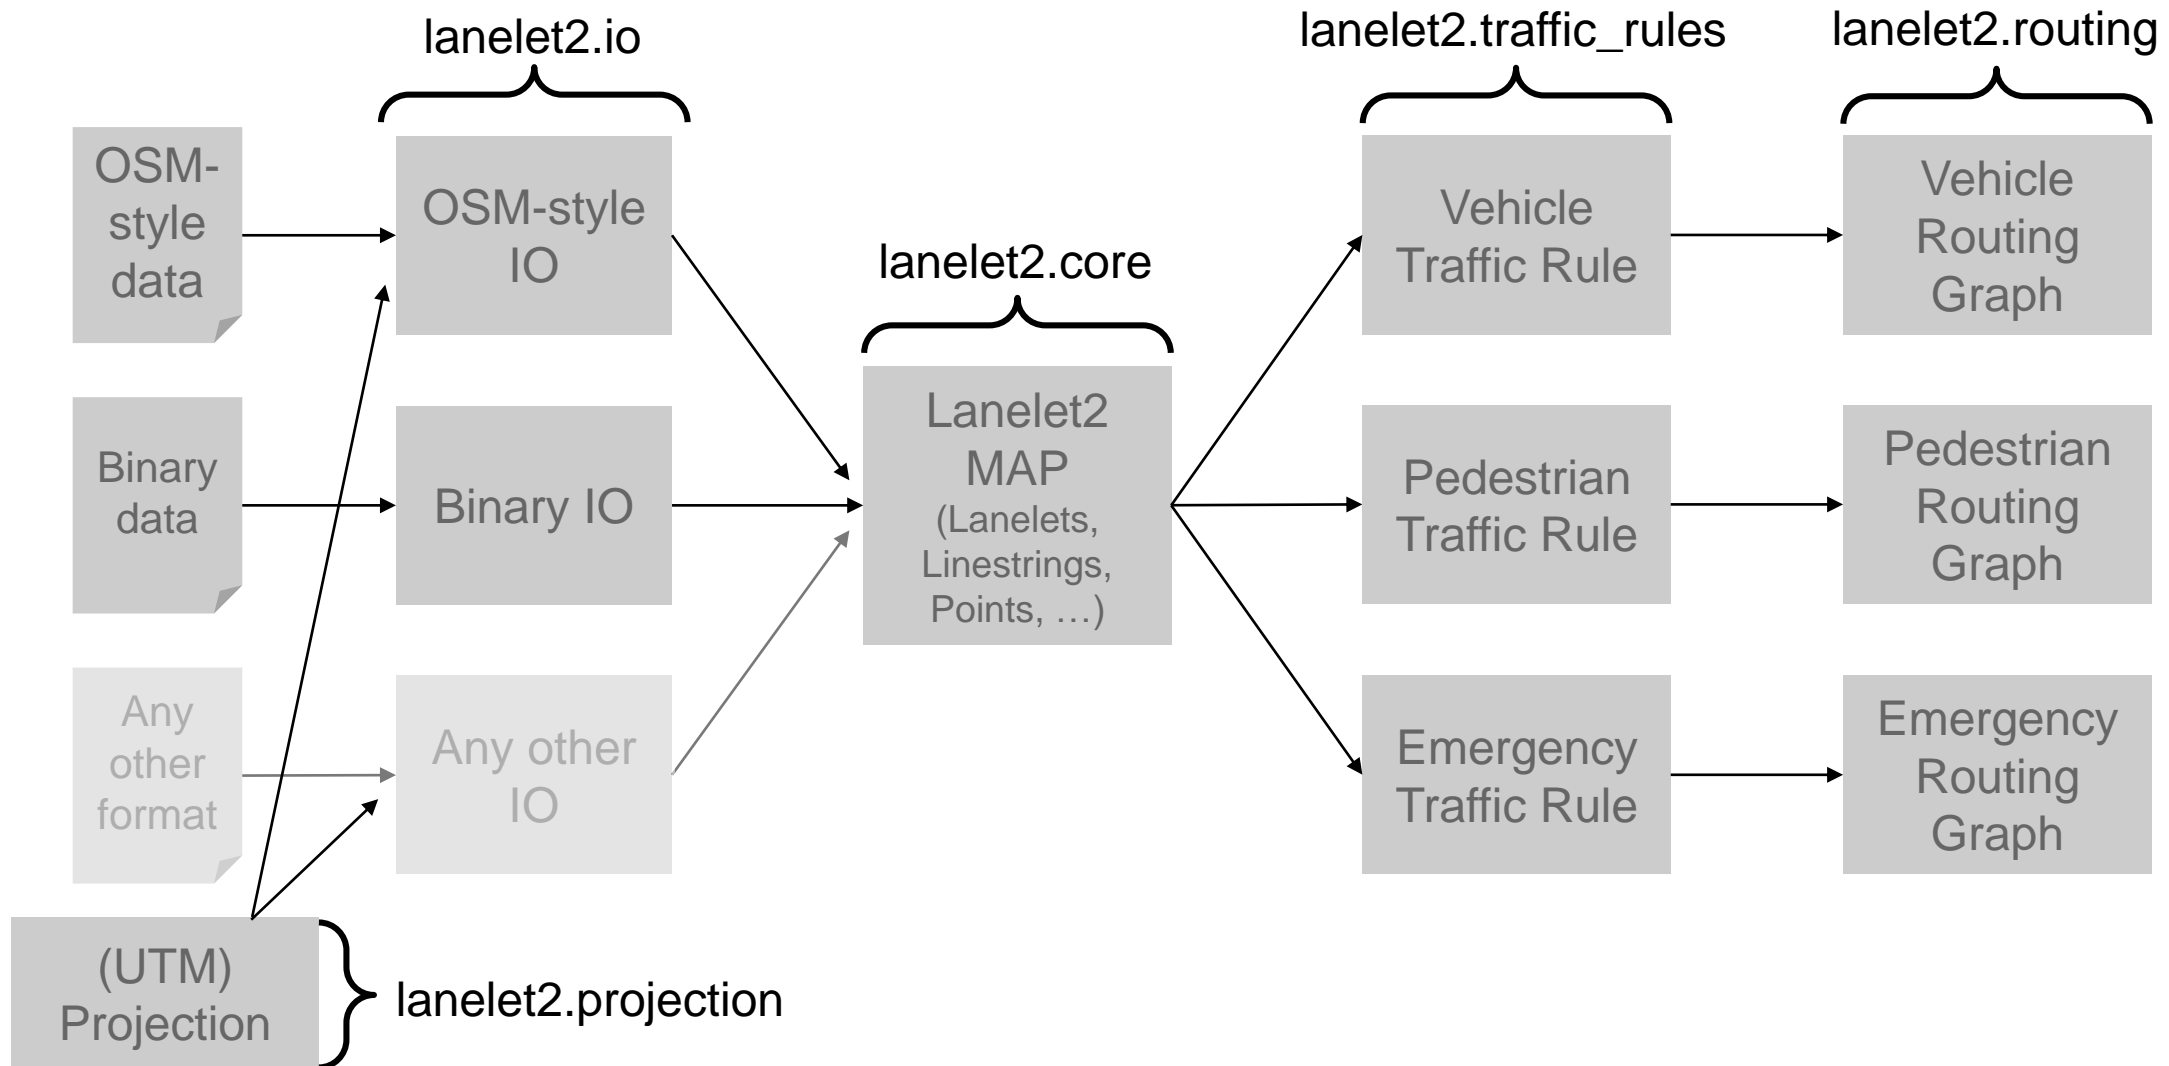 lanelet2.io
lanelet2.traffic_rules
lanelet2.routing
OSM-
style
data
OSM-style
IO
Vehicle
Traffic Rule
Vehicle
Routing
Graph
lanelet2.core
Binary
data
Binary IO
Lanelet2
MAP
(Lanelets,
Linestrings,
Points, …)
Pedestrian
Traffic Rule
Pedestrian
Routing
Graph
Any
other
format
Any other
IO
Emergency
Traffic Rule
Emergency
Routing
Graph
(UTM)
Projection
lanelet2.projection